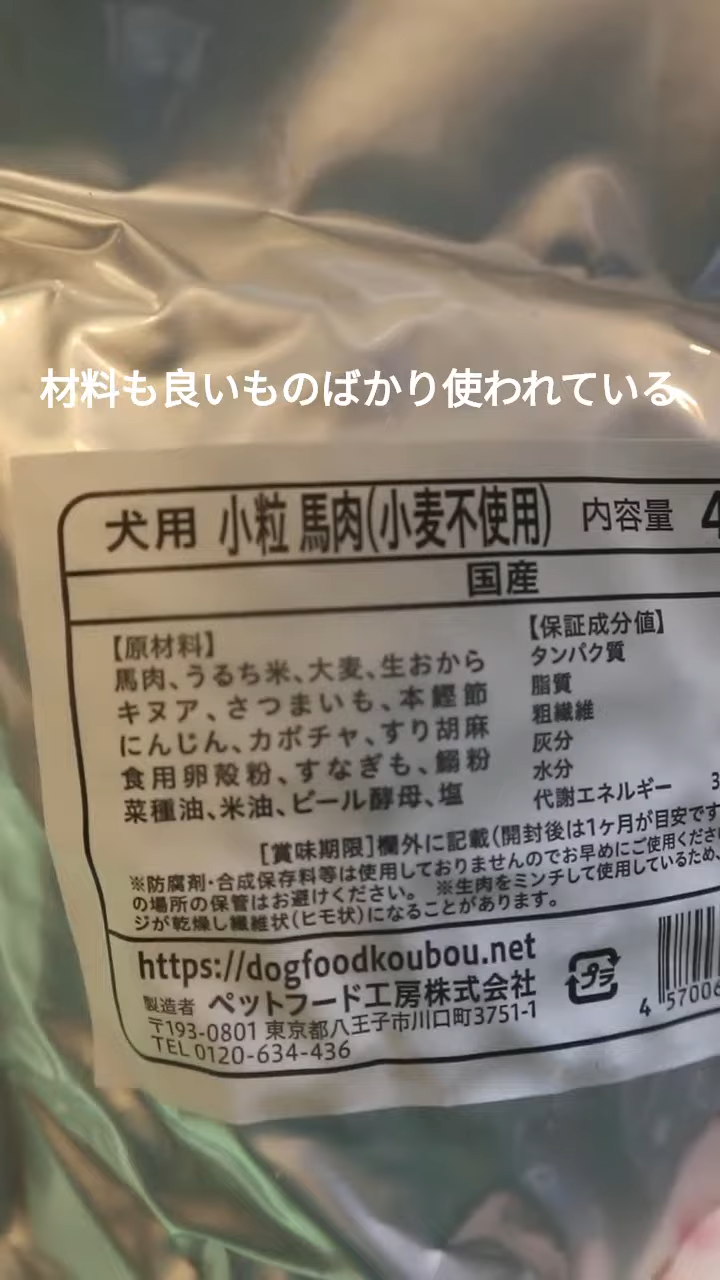 材料も良いものばかり使われている
犬用 小粒 馬肉(小麦不使用) 内容量 4
国産
【原材料】
馬肉、うるち米、大麦、生おから
キヌア、さつまいも、本鰹節
にんじん、カボチャ、すり胡麻
食用卵殻粉、すなぎも、鰯粉
菜種油、米油、ビール酵母、塩
【保証成分値】
タンパク質
脂質
粗繊維
灰分
水分
代謝エネルギー 3
[賞味期限]欄外に記載(開封後は1ヶ月が目安です
※防腐剤・合成保存料等は使用しておりませんのでお早めにご使用くださ
の場所の保管はお避けください。 ※生肉をミンチして使用しているため、
ジが乾燥し繊維状(ヒモ状)になることがあります。
https://dogfoodkoubou.net
製造者 ペットフード工房株式会社
〒193-0801 東京都八王子市川口町3751-1
TEL 0120-634-436
プラ
4 57006